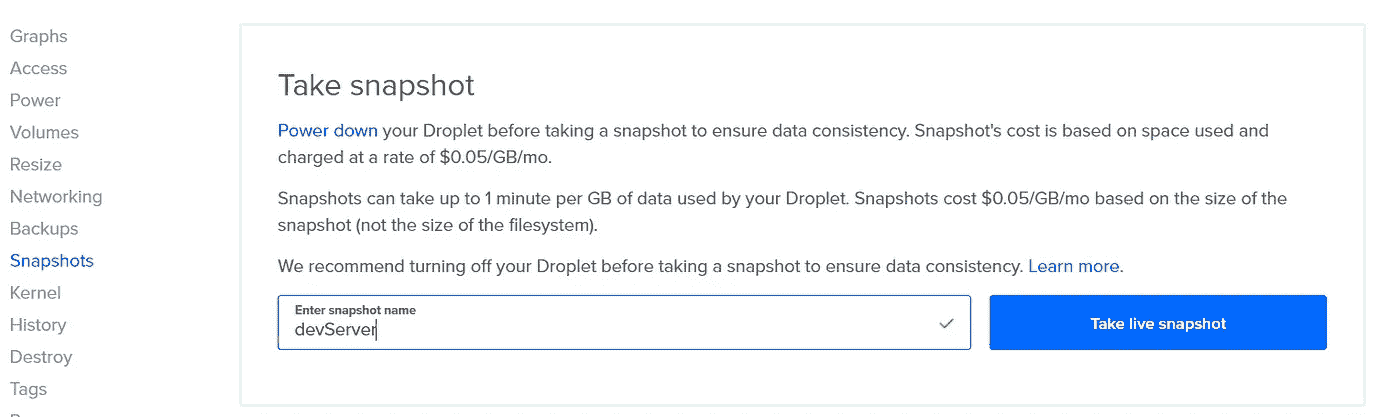 Graphs
Access
Power
Volumes
Resize
Networking
Backups
Snapshots
Kernel
History
Destroy
Tags
Take snapshot
Power down your Droplet before taking a snapshot to ensure data consistency. Snapshot's cost is based on space used and
charged at a rate of $0.05/GB/mo.
Snapshots can take up to 1 minute per GB of data used by your Droplet. Snapshots cost $0.05/GB/mo based on the size of the
snapshot (not the size of the filesystem).
We recommend turning off your Droplet before taking a snapshot to ensure data consistency. Learn more.
Enter snapshot name
devServer
Take live snapshot